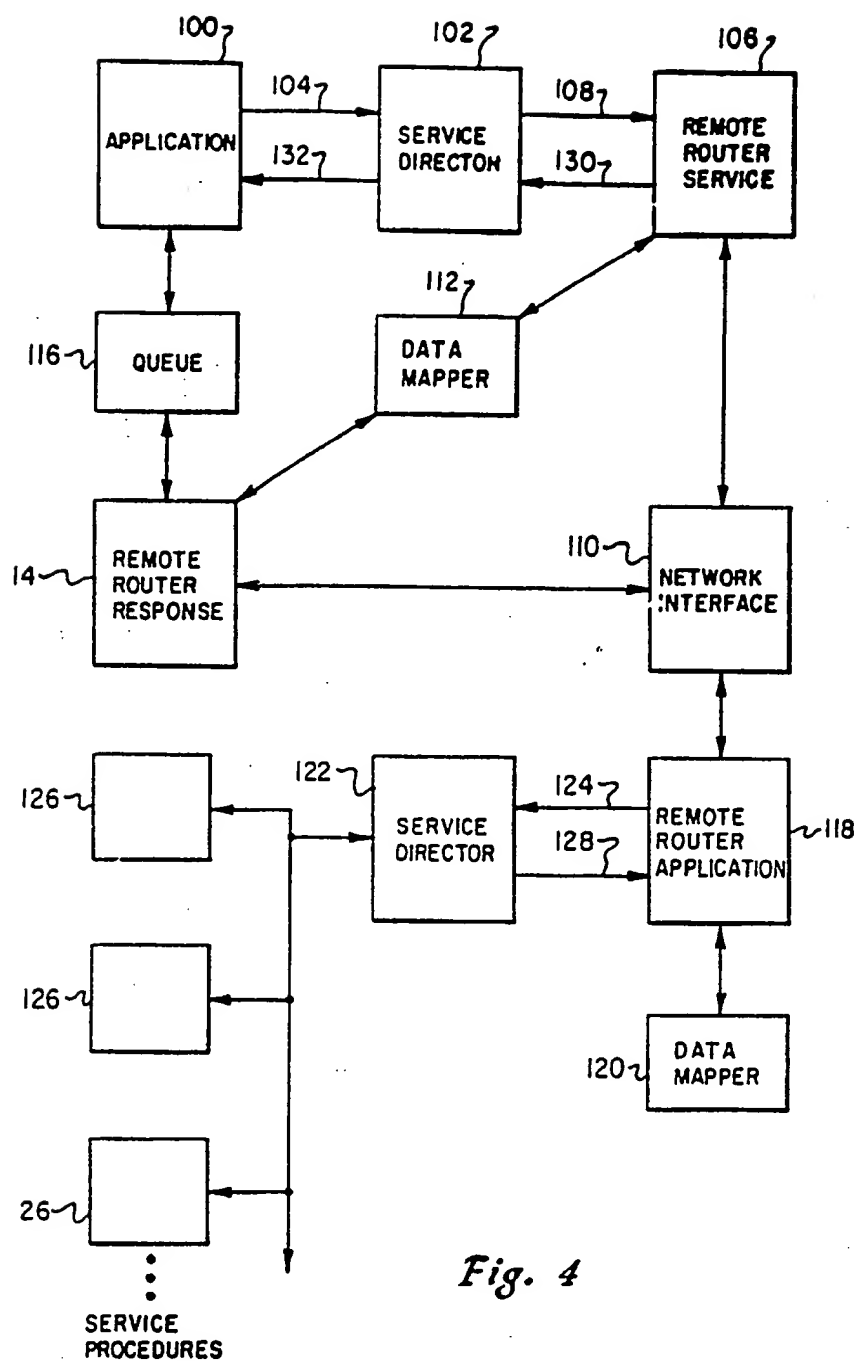 100
102
106
104
108
APPLICATION
SERVICE
DIRECTOR
REMOTE
ROUTER
SERVICE
132
130
112
116
QUEUE
DATA
MAPPER
14
REMOTE
ROUTER
RESPONSE
110
NETWORK
INTERFACE
126
122
SERVICE
DIRECTOR
124
128
REMOTE
ROUTER
APPLICATION
118
126
120
DATA
MAPPER
26
Fig. 4
SERVICE
PROCEDURES